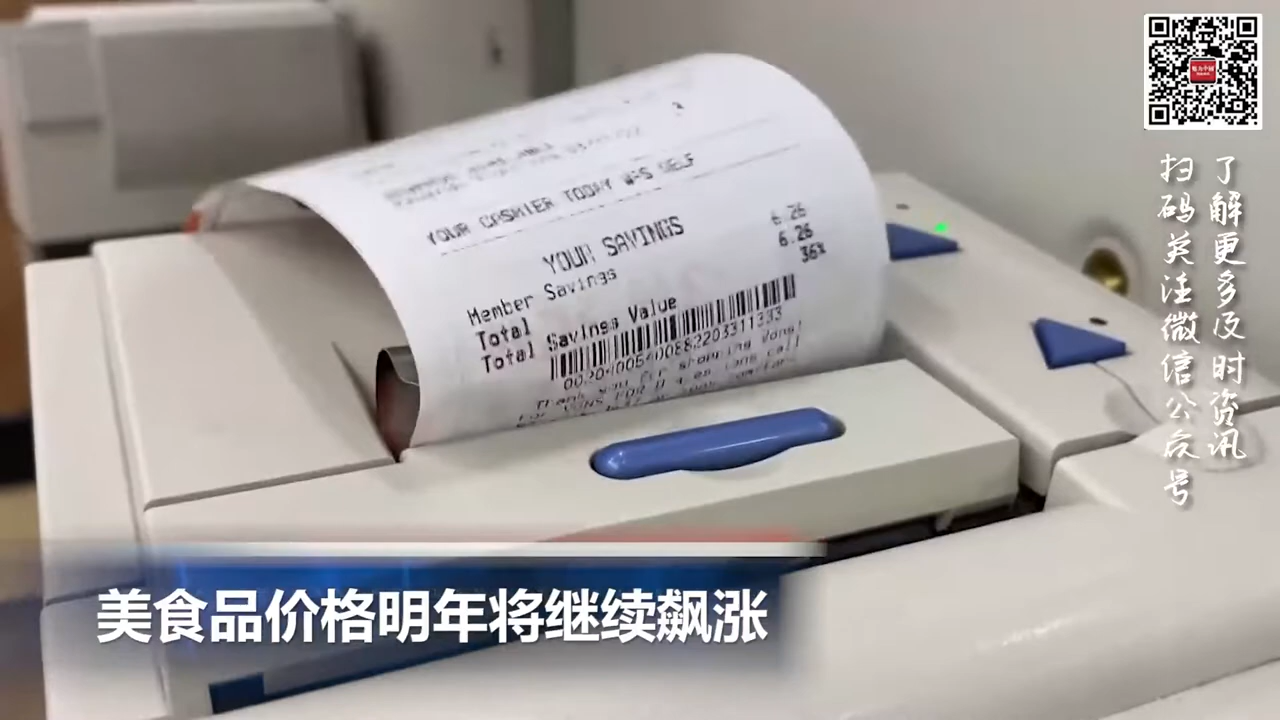 YOUR CASHIER TODAY WAS SELF
YOUR SAVINGS
Member Savings 6.26
Total 6.26
Total Savings Value 36%
美食品价格明年将继续飙涨
了解更多及时资讯
扫码关注微信公众号